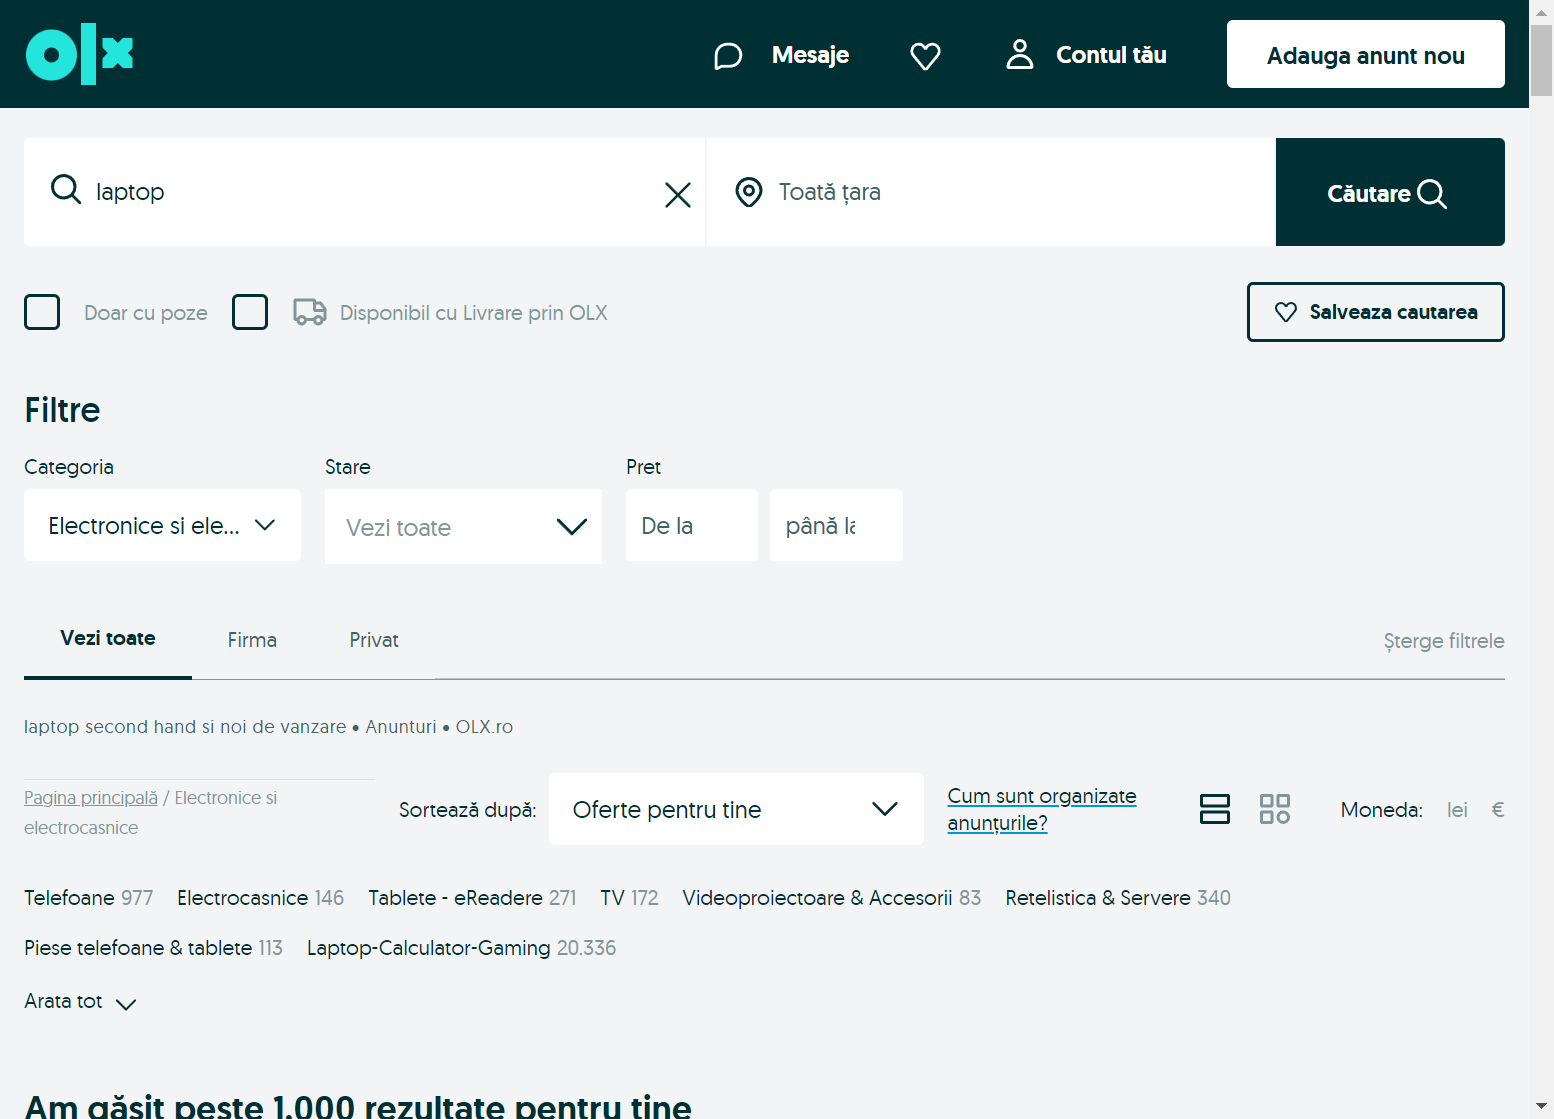 olx
Mesaje
Contul tău
Adauga anunt nou
laptop
Toată țara
Căutare
Doar cu poze
Disponibil cu Livrare prin OLX
Salveaza cautarea
Filtre
Categoria
Stare
Pret
Electronice si ele...
Vezi toate
De la
până la
Vezi toate
Firma
Privat
Șterge filtrele
laptop second hand si noi de vanzare • Anunturi • OLX.ro
Pagina principală / Electronice si
electrocasnice
Sortează după:
Oferte pentru tine
Cum sunt organizate
anunțurile?
Moneda:
lei
€
Telefoane 977
Electrocasnice 146
Tablete - eReadere 271
TV 172
Videoproiectoare & Accesorii 83
Retelistica & Servere 340
Piese telefoane & tablete 113
Laptop-Calculator-Gaming 20.336
Arata tot
Am găsit peste 1.000 rezultate pentru tine